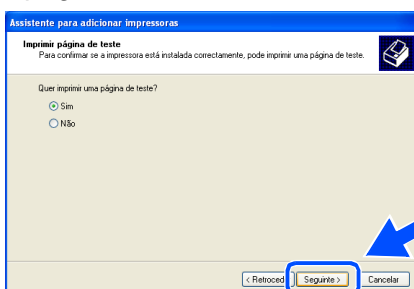 Assistente para adicionar impressoras
Imprimir página de teste
Para confirmar se a impressora está instalada correctamente, pode imprimir uma página de teste.
Quer imprimir uma página de teste?
Sim
Não
< Retroced
Seguinte >
Cancelar